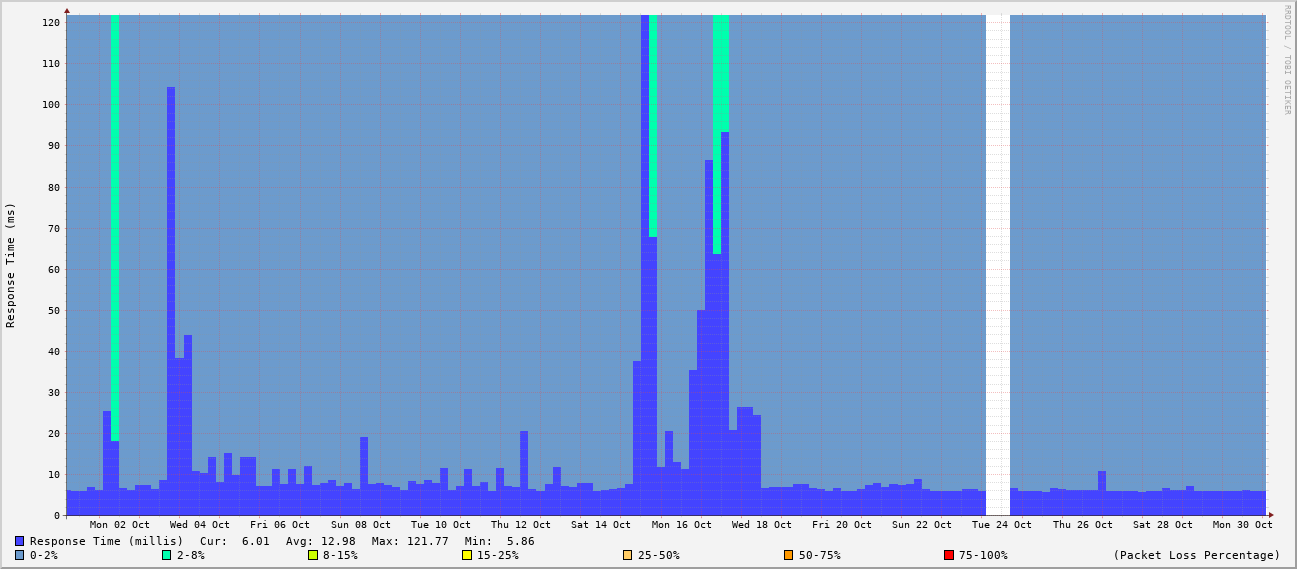 RRDTOOL / TOBI OETIKER
Response Time (ms)
120
110
100
90
80
70
60
50
40
30
20
10
0
Mon 02 Oct Wed 04 Oct Fri 06 Oct Sun 08 Oct Tue 10 Oct Thu 12 Oct Sat 14 Oct Mon 16 Oct Wed 18 Oct Fri 20 Oct Sun 22 Oct Tue 24 Oct Thu 26 Oct Sat 28 Oct Mon 30 Oct
Response Time (millis) Cur: 6.01 Avg: 12.98 Max: 121.77 Min: 5.86
0-2% 2-8% 8-15% 15-25% 25-50% 50-75% 75-100% (Packet Loss Percentage)